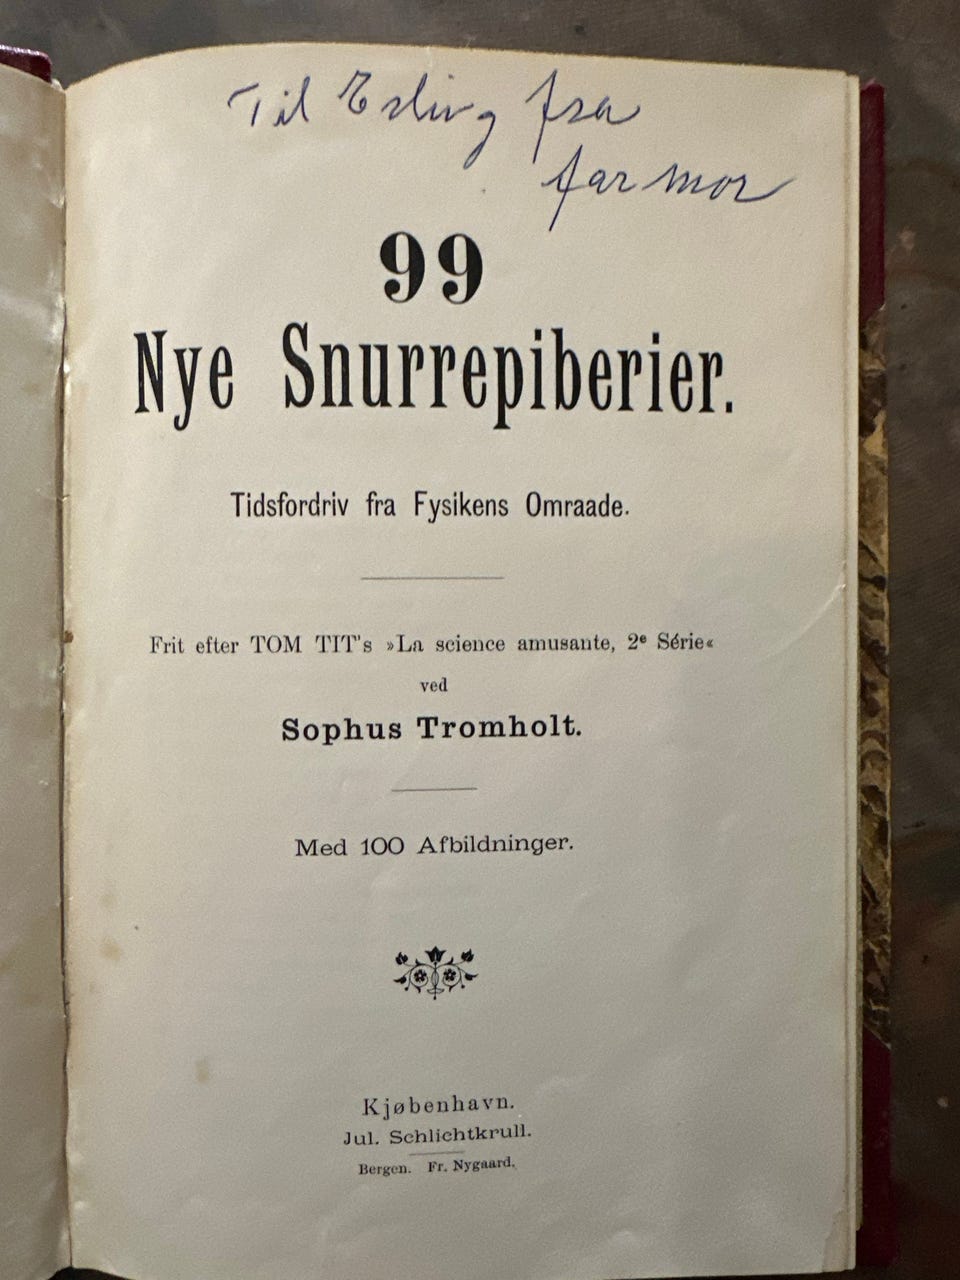 Til Esling fra
farmor
99
Nye Snurrepiberier.
Tidsfordriv fra Fysikens Omraade.
Frit efter TOM TIT's »La science amusante, 2e Série«
ved
Sophus Tromholt.
Med 100 Afbildninger.
Kjøbenhavn.
Jul. Schlichtkrull.
Bergen. Fr. Nygaard.